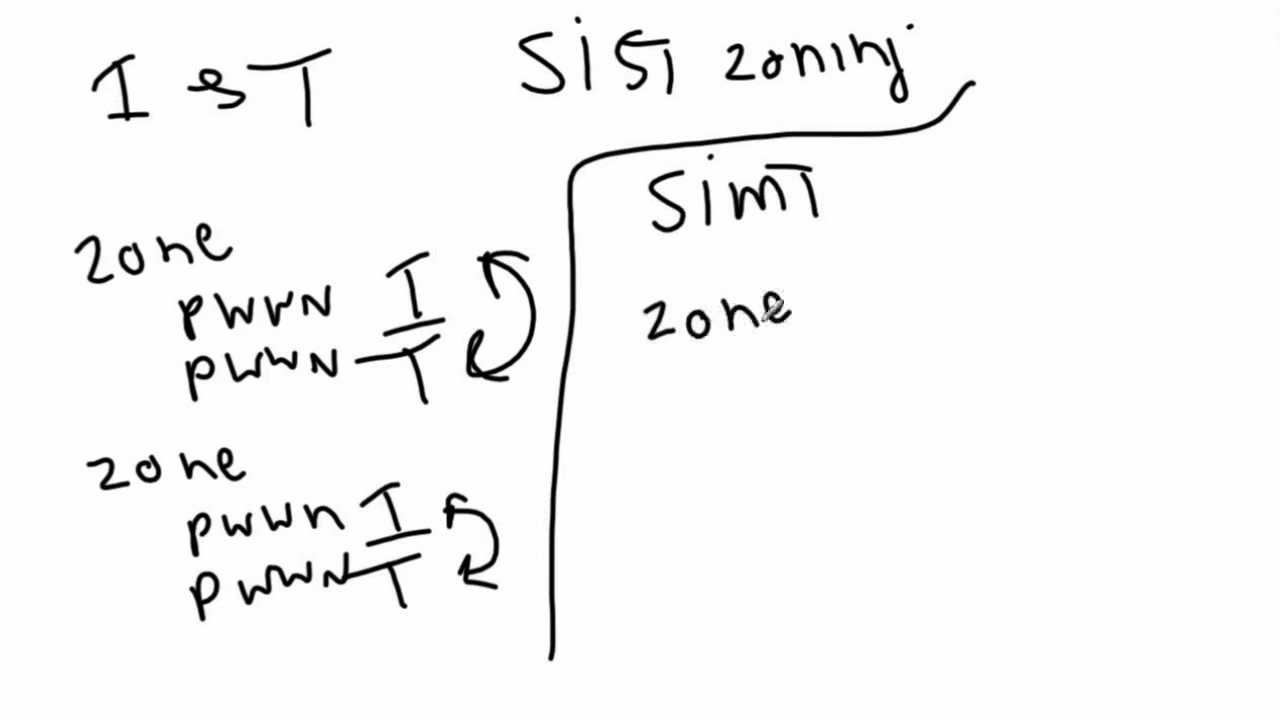 I & T
SiST zoning
zone
pwwN I
pWWN T
zone
pwwn I
pWWN T
SimT
zone